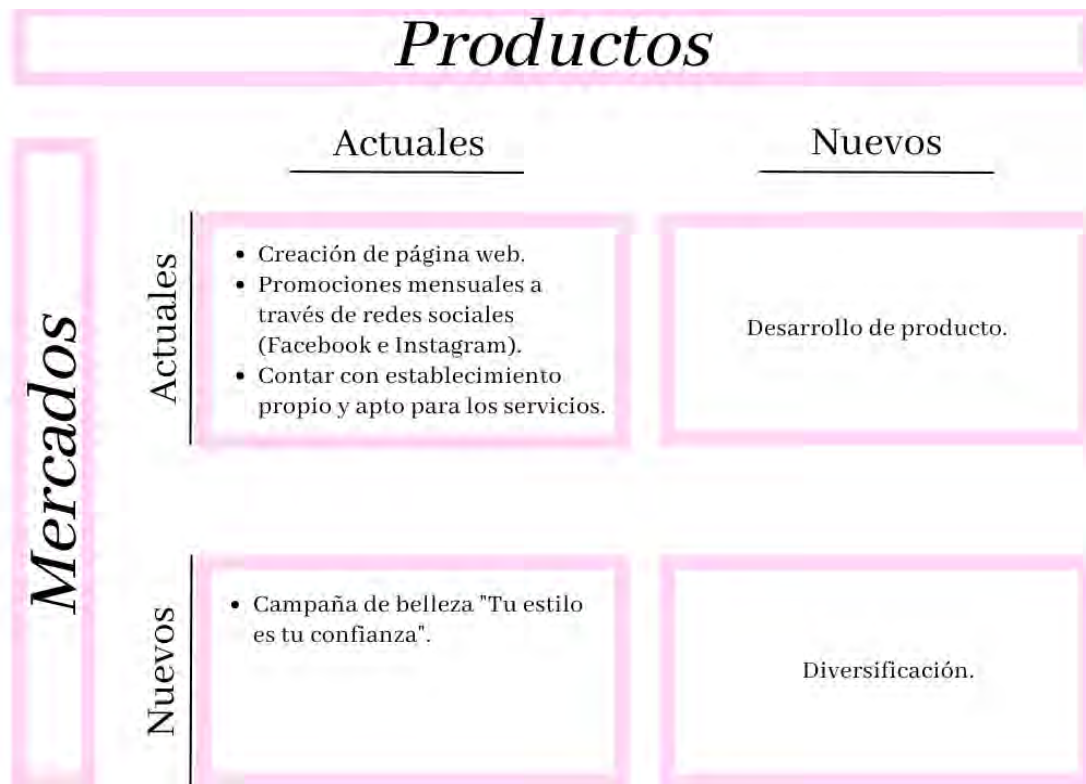 Productos
Actuales
Nuevos
Mercados
Actuales
• Creación de página web.
• Promociones mensuales a
través de redes sociales
(Facebook e Instagram).
• Contar con establecimiento
propio y apto para los servicios.
Desarrollo de producto.
Nuevos
• Campaña de belleza "Tu estilo
es tu confianza".
Diversificación.